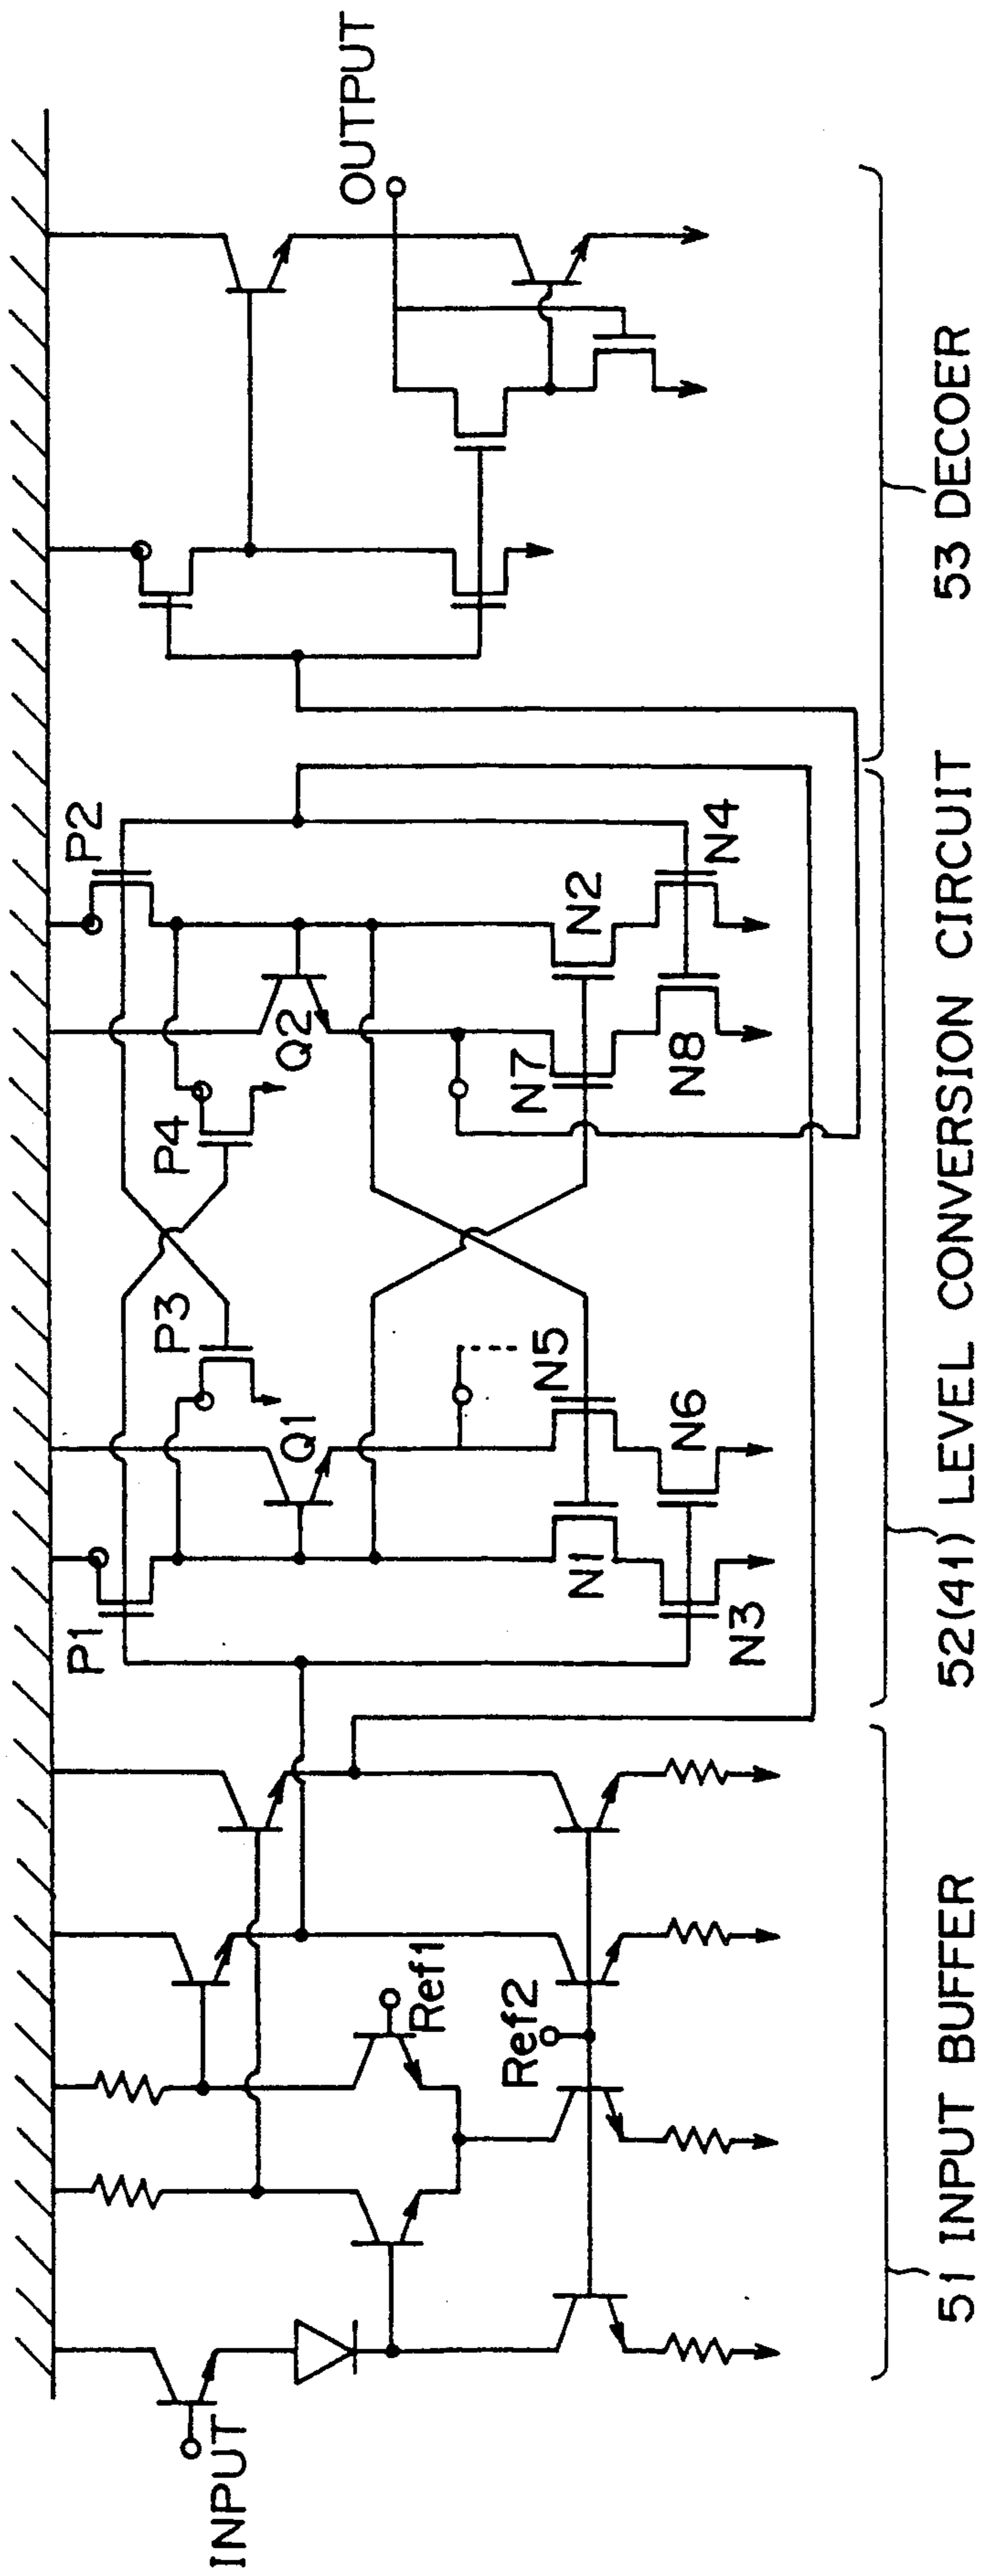 INPUT
Ref1
Ref2
P1
P2
P3
P4
Q1
Q2
N1
N5
N7
N2
N3
N6
N8
N4
OUTPUT
51 INPUT BUFFER
52(41) LEVEL CONVERSION CIRCUIT
53 DECOER